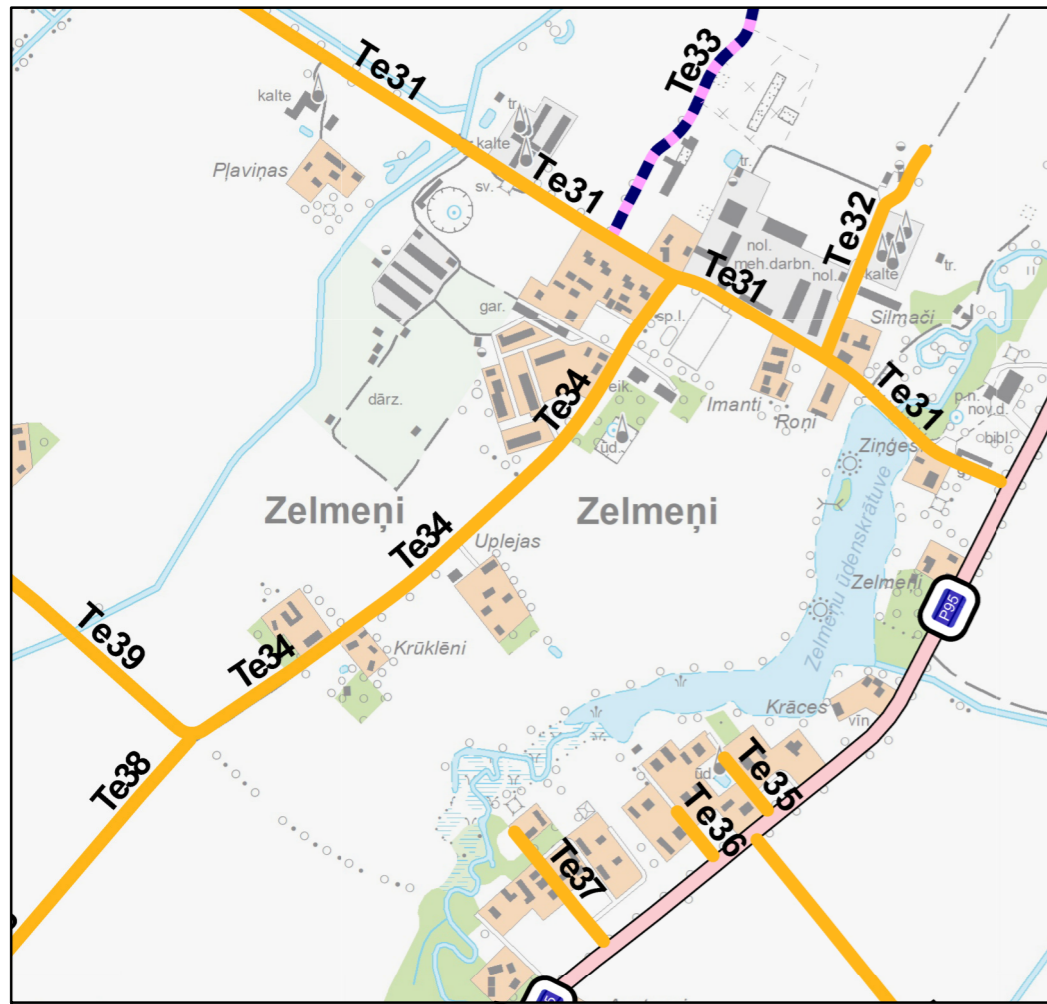 Te31
Te33
kalte
tr.
kalte
Pļaviņas
sv.
Te31
tr.
Te32
nol.
meh.darbn.
nol.
kalte
tr.
Te31
gar.
sp.l.
Silmači
dārz.
Te34
eik.
Imanti
Roņi
Te31
p.n.
nov.d.
bibl.
ūd.
Ziņģes
Zelmeņi
Zelmeņi
Te34
Uplejas
Zelmeņu ūdenskrātuve
Zelmeņi
P95
Te39
Te34
Krūklēni
Krāces
vīn.
Te38
ūd.
Te35
Te36
Te37